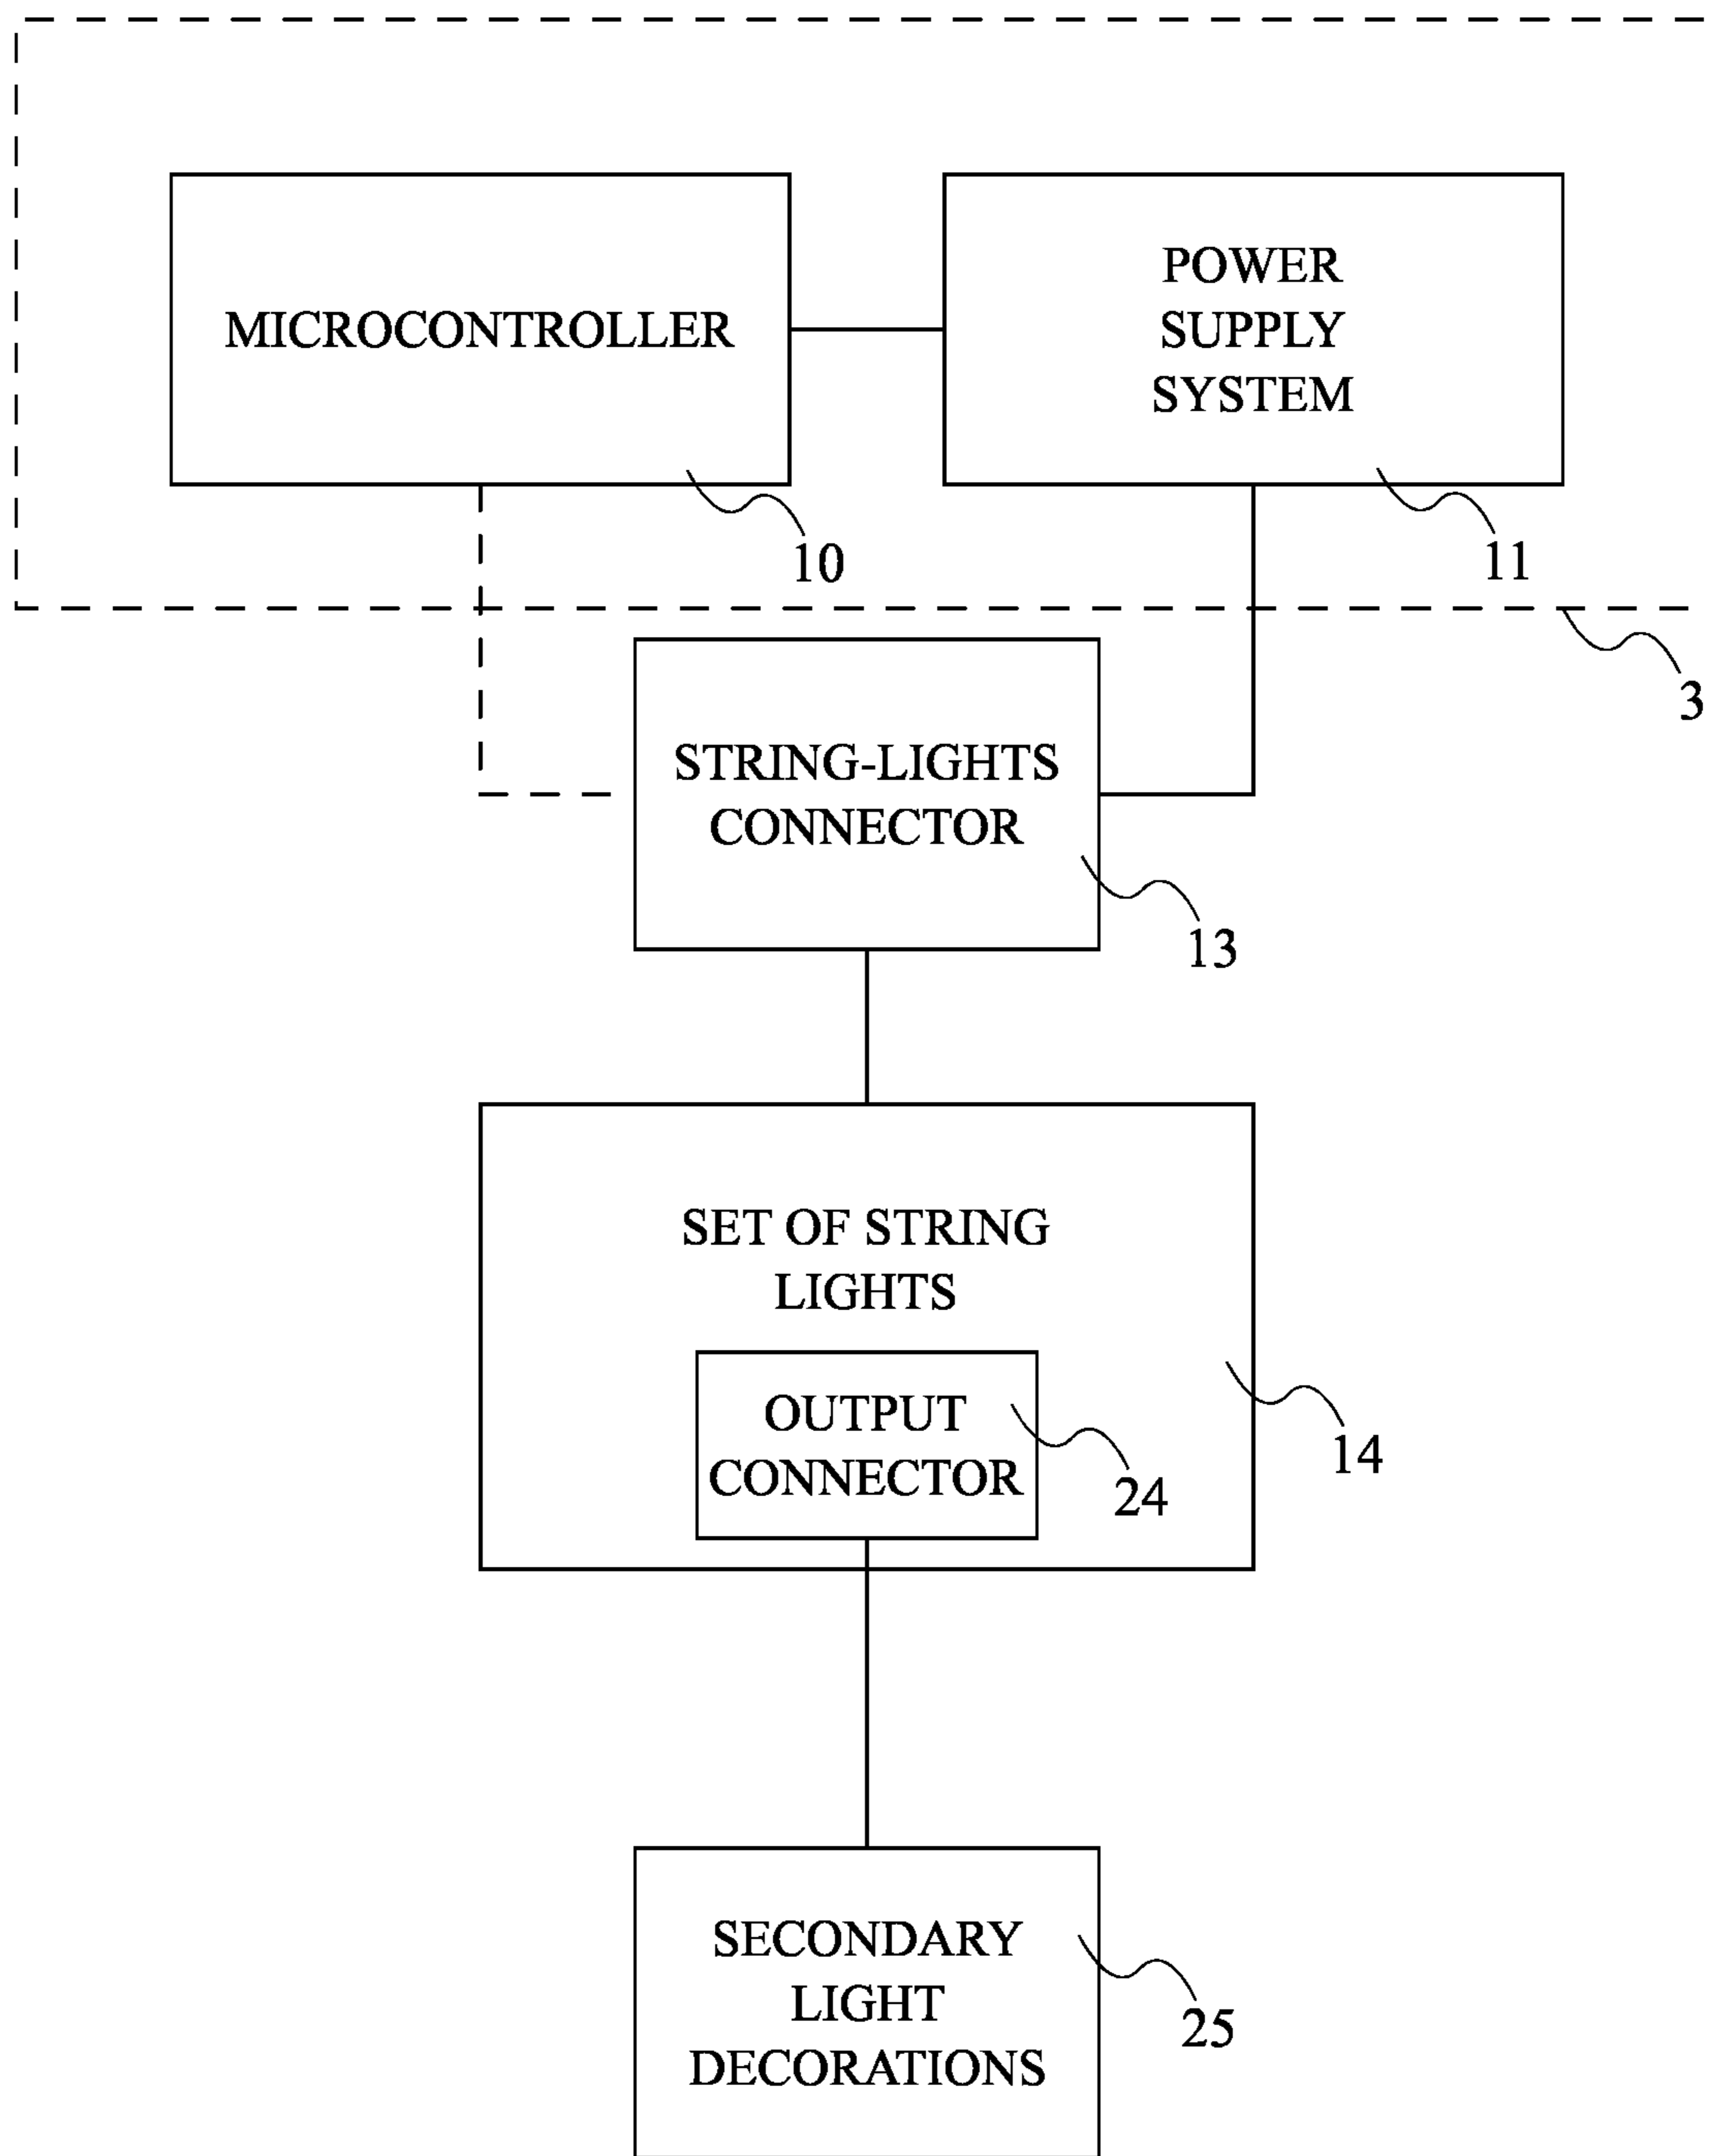 MICROCONTROLLER
POWER
SUPPLY
SYSTEM
10
11
3
STRING-LIGHTS
CONNECTOR
13
SET OF STRING
LIGHTS
OUTPUT
CONNECTOR
14
24
SECONDARY
LIGHT
DECORATIONS
25